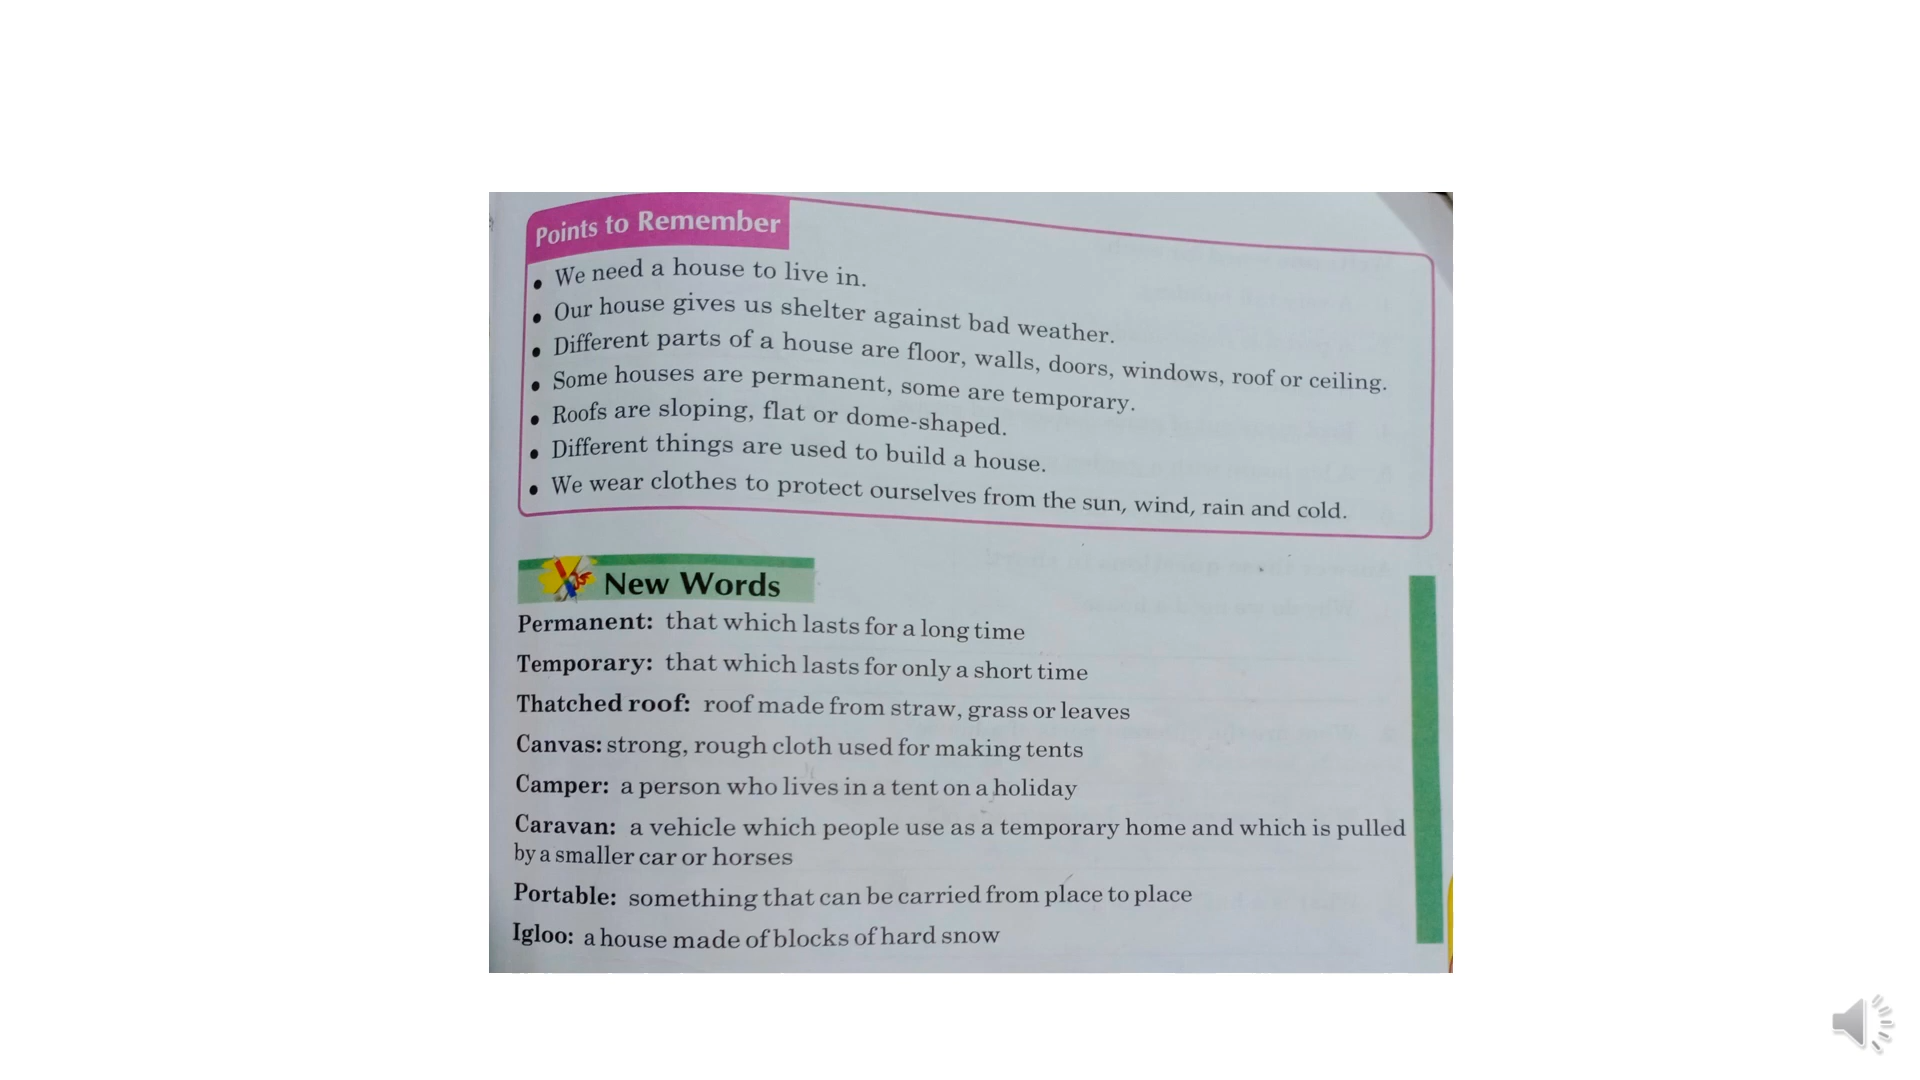 Points to Remember
• We need a house to live in.
• Our house gives us shelter against bad weather.
• Different parts of a house are floor, walls, doors, windows, roof or ceiling.
• Some houses are permanent, some are temporary.
• Roofs are sloping, flat or dome-shaped.
• Different things are used to build a house.
• We wear clothes to protect ourselves from the sun, wind, rain and cold.
New Words
Permanent: that which lasts for a long time
Temporary: that which lasts for only a short time
Thatched roof: roof made from straw, grass or leaves
Canvas: strong, rough cloth used for making tents
Camper: a person who lives in a tent on a holiday
Caravan: a vehicle which people use as a temporary home and which is pulled
by a smaller car or horses
Portable: something that can be carried from place to place
Igloo: a house made of blocks of hard snow